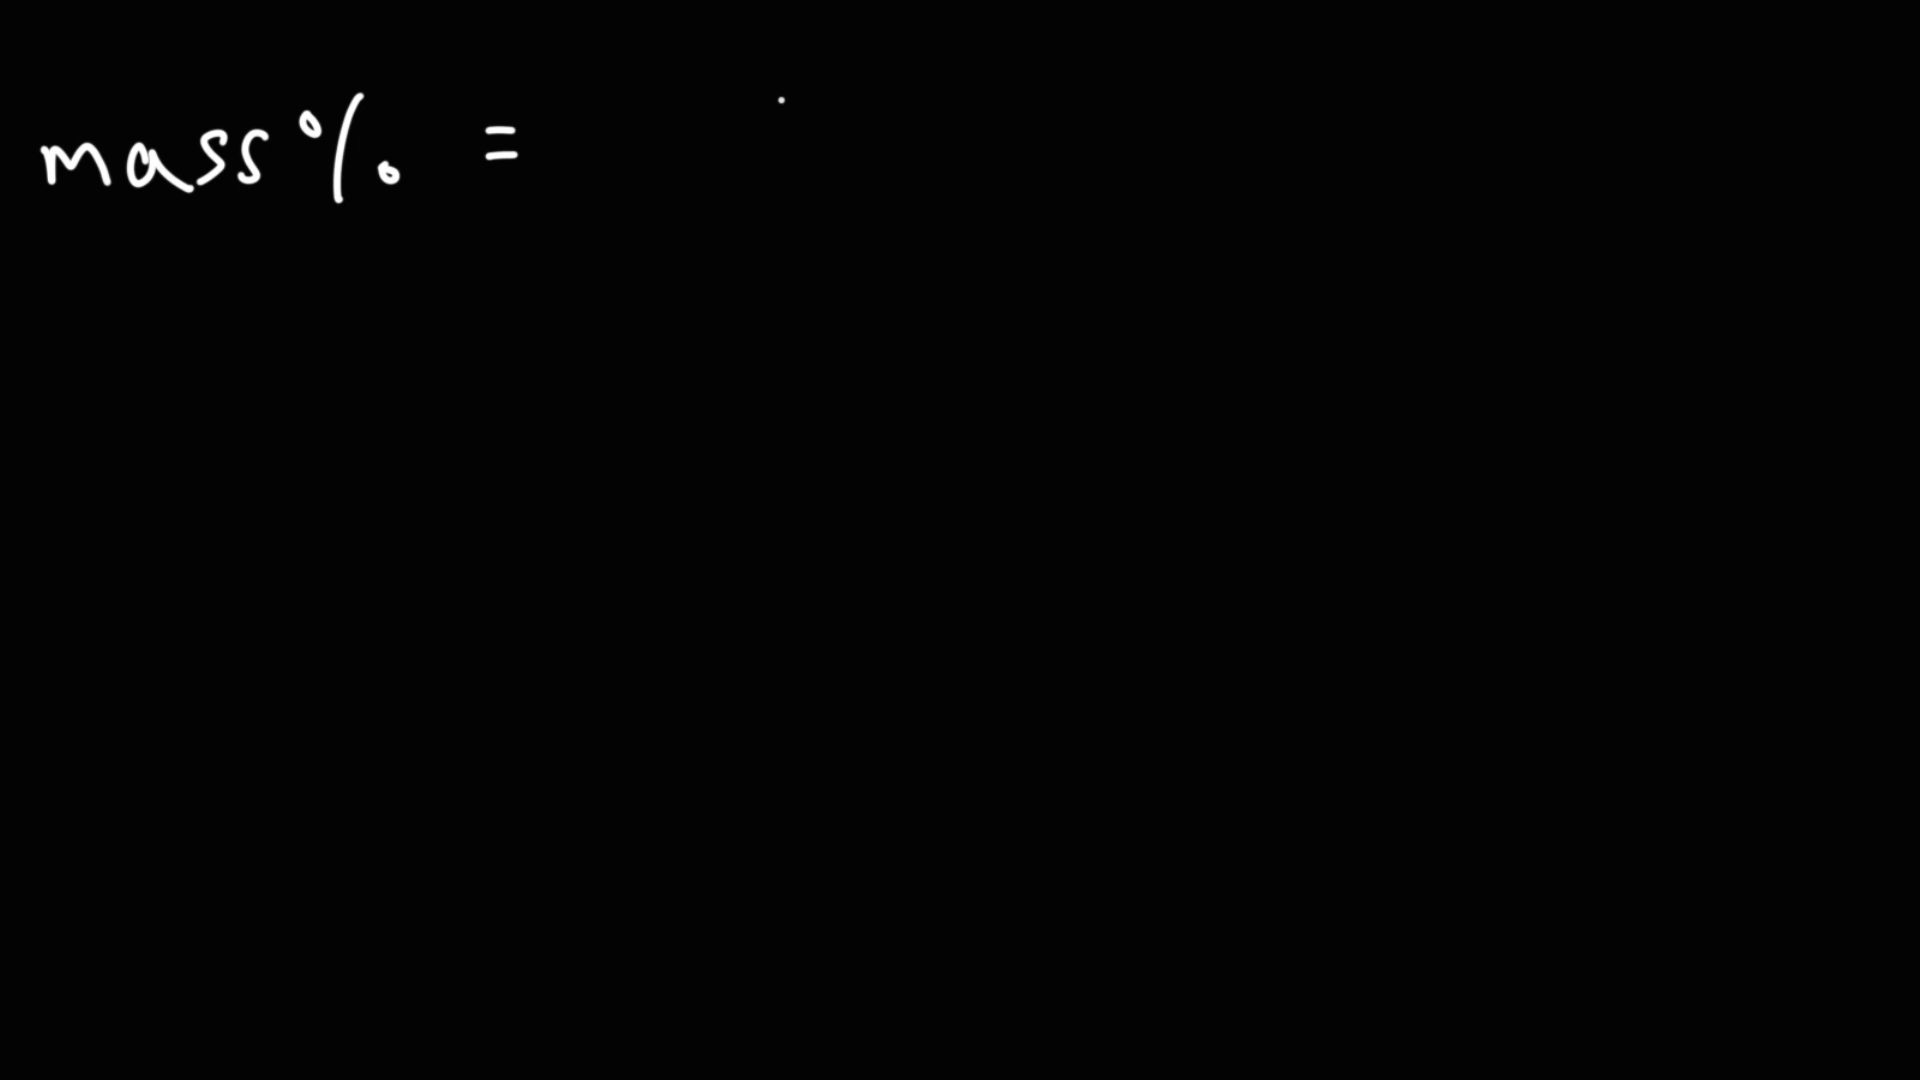 mass % =